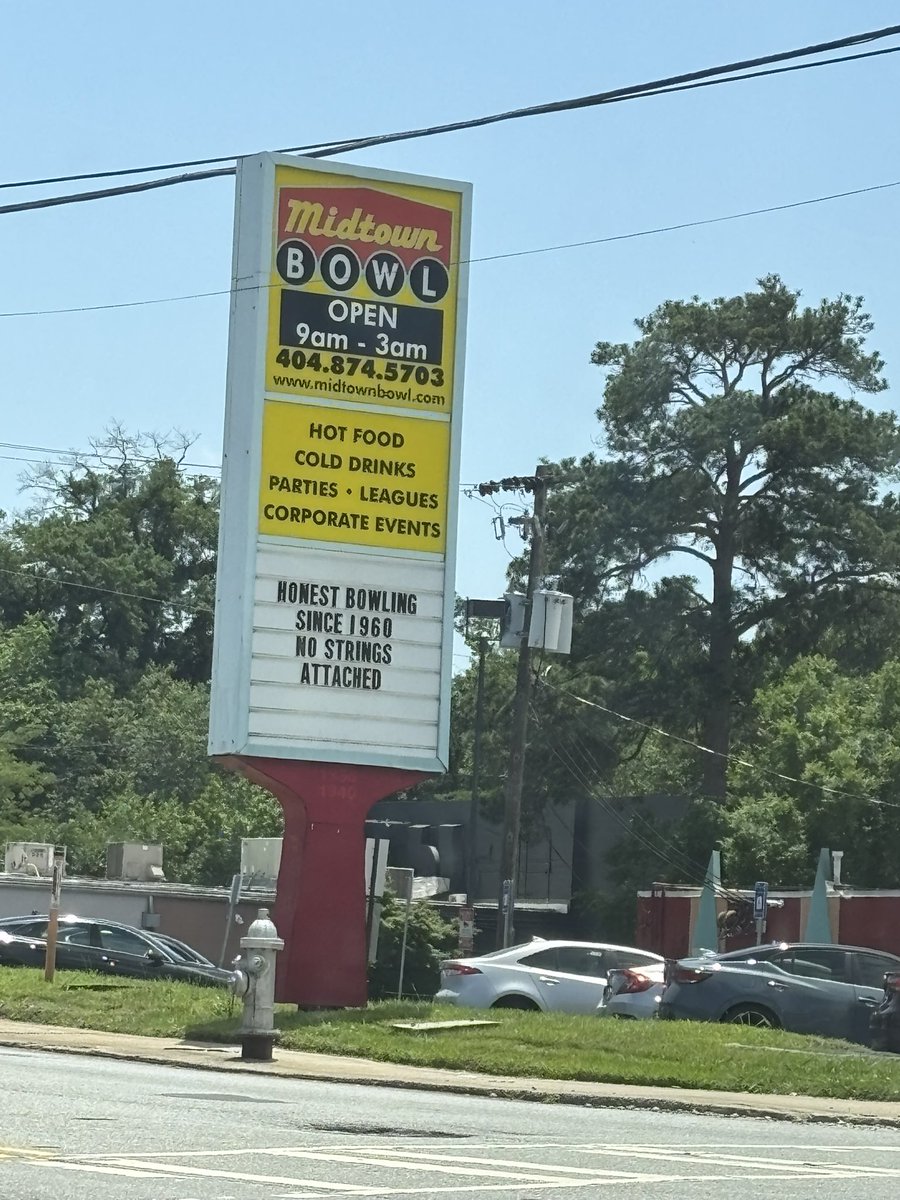 Midtown
BOWL
OPEN
9am - 3am
404.874.5703
www.midtownbowl.com
HOT FOOD
COLD DRINKS
PARTIES • LEAGUES
CORPORATE EVENTS
HONEST BOWLING
SINCE 1960
NO STRINGS
ATTACHED